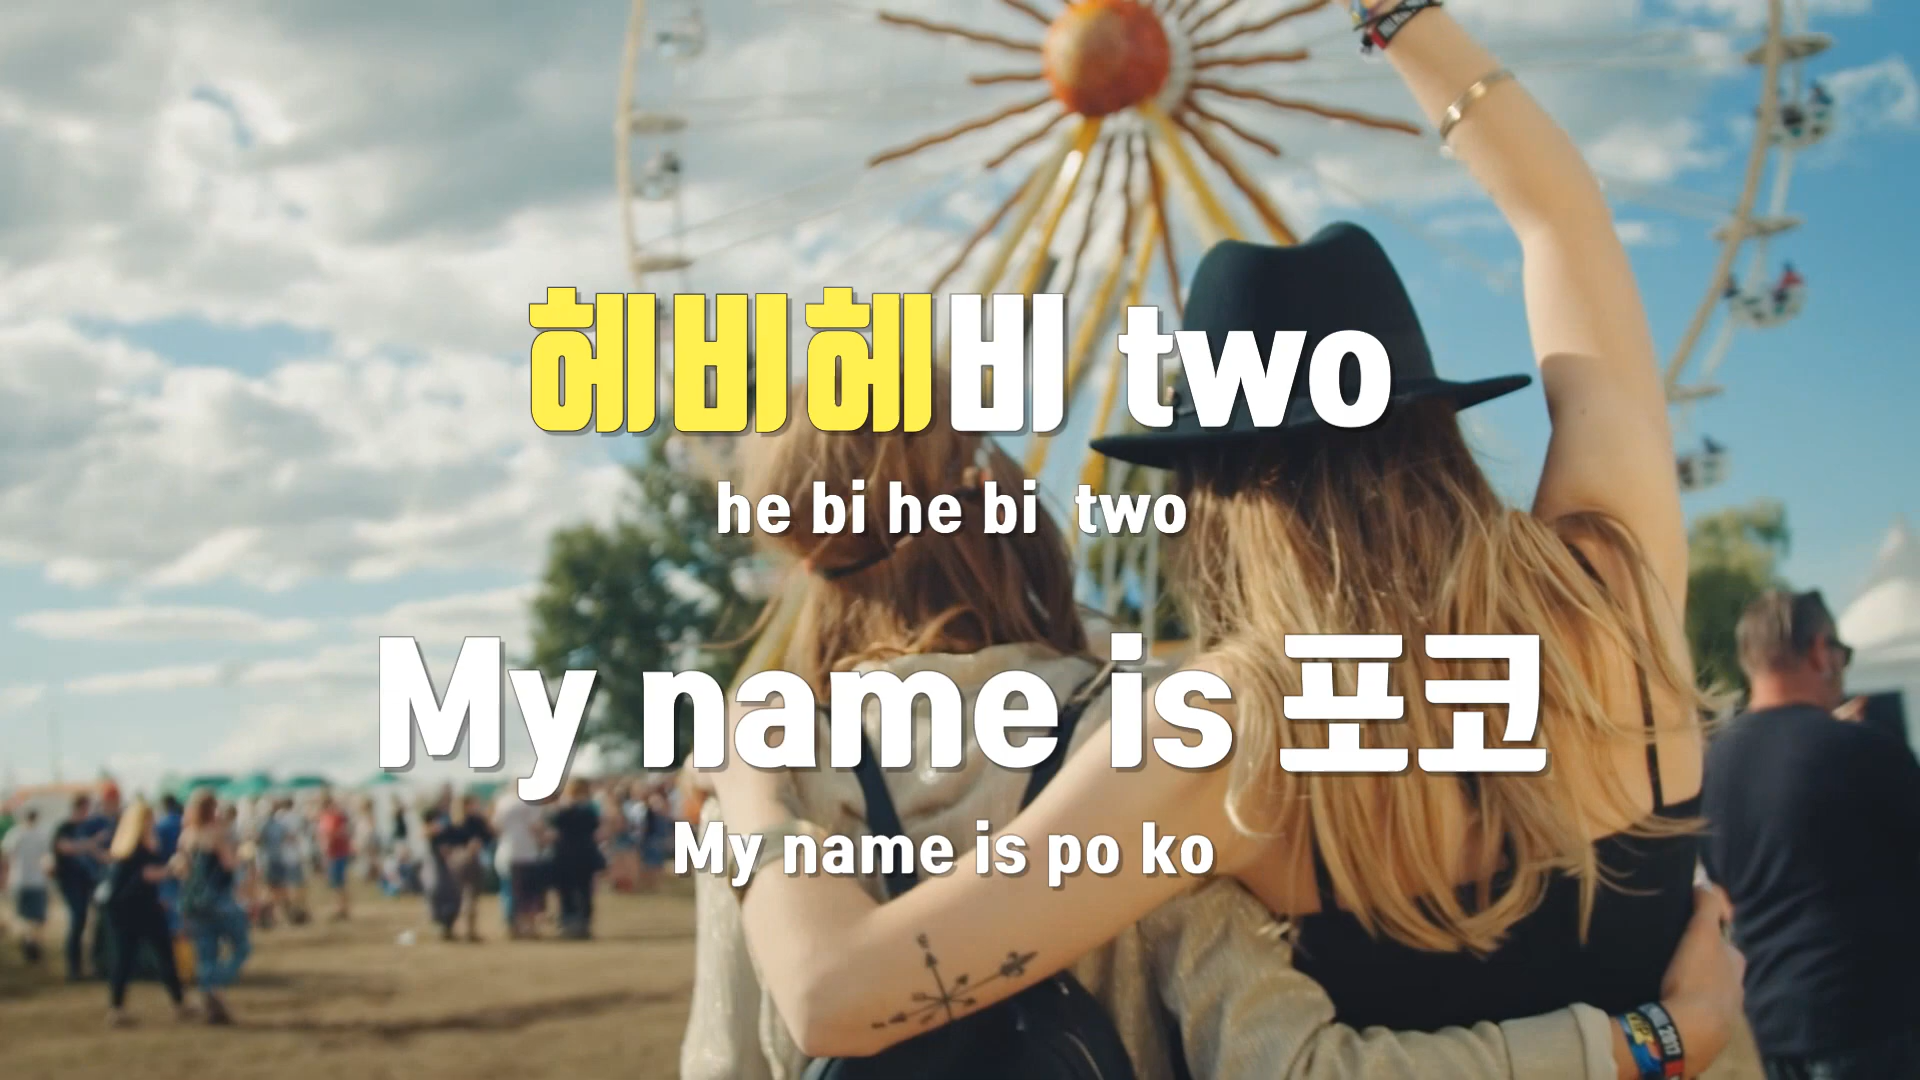 헤비헤비 two
he bi he bi two
My name is 포코
My name is po ko